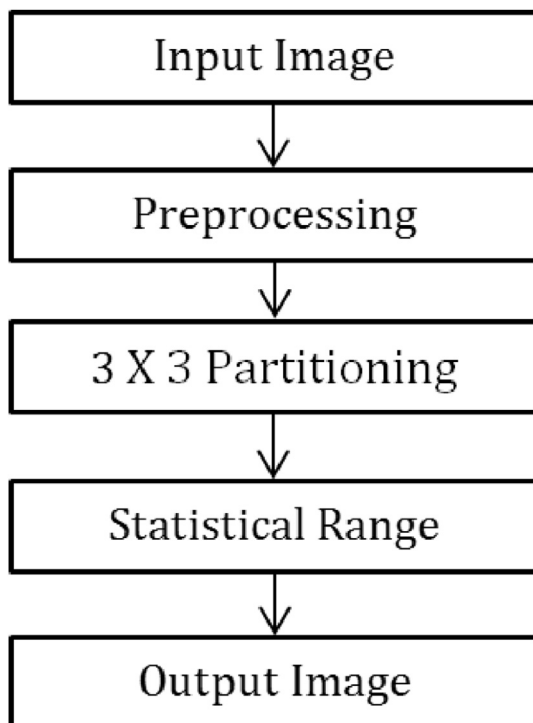 Input Image
Preprocessing
3 X 3 Partitioning
Statistical Range
Output Image